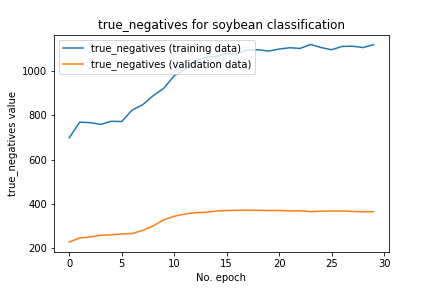 true_negatives for soybean classification
true_negatives (training data)
true_negatives (validation data)
true_negatives value
1000
800
600
400
200
0
5
10
15
20
25
30
No. epoch